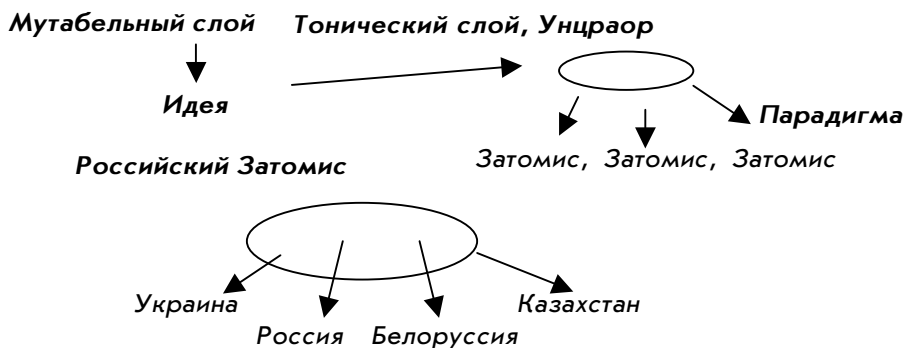 Мутабельный слой Тонический слой, Унцраор
Идея
Парадигма
Затомис, Затомис, Затомис
Российский Затомис
Украина Казахстан
Россия Белоруссия